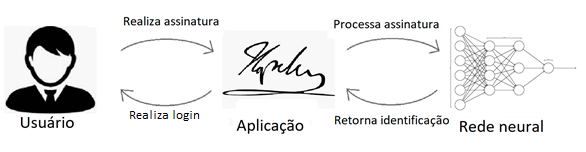 Realiza assinatura
Processa assinatura
Realiza login
Retorna identificação
Usuário
Aplicação
Rede neural